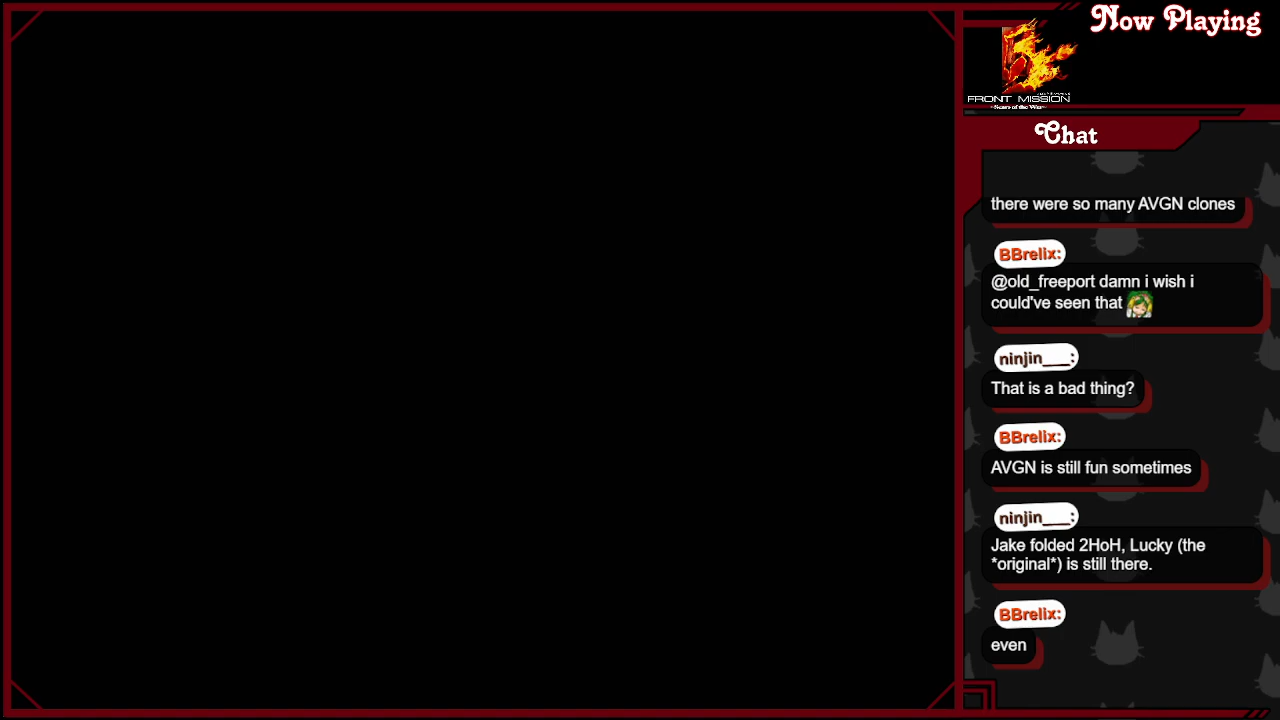 Now Playing
FRONT MISSION
Chat
there were so many AVGN clones
BBrelix:
@old_freeport damn i wish i
could've seen that
ninjin___:
That is a bad thing?
BBrelix:
AVGN is still fun sometimes
ninjin___:
Jake folded 2HoH, Lucky (the
*original*) is still there.
BBrelix:
even